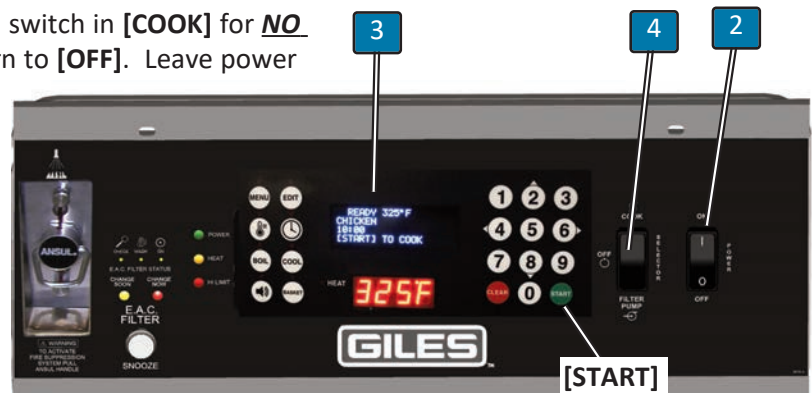 switch in [COOK] for NO
rn to [OFF]. Leave power
3
4
2
ANSUL®
WARNING
TO ACTIVATE
FIRE SUPPRESSION
SYSTEM PULL
ANSUL HANDLE
E.A.C. FILTER STATUS
CHANGE SOON
CHANGE NOW
E.A.C.
FILTER
SNOOZE
POWER
HEAT
HI-LIMIT
MENU
EDIT
BOIL
COOL
BASKET
READY 325°F
CHICKEN
10:00
[START] TO COOK
HEAT
325F
GILES
1 2 3
4 5 6
7 8 9
CLEAR 0 START
[START]
COOK
OFF
SELECTOR
FILTER
PUMP
ON
POWER
I
O
OFF